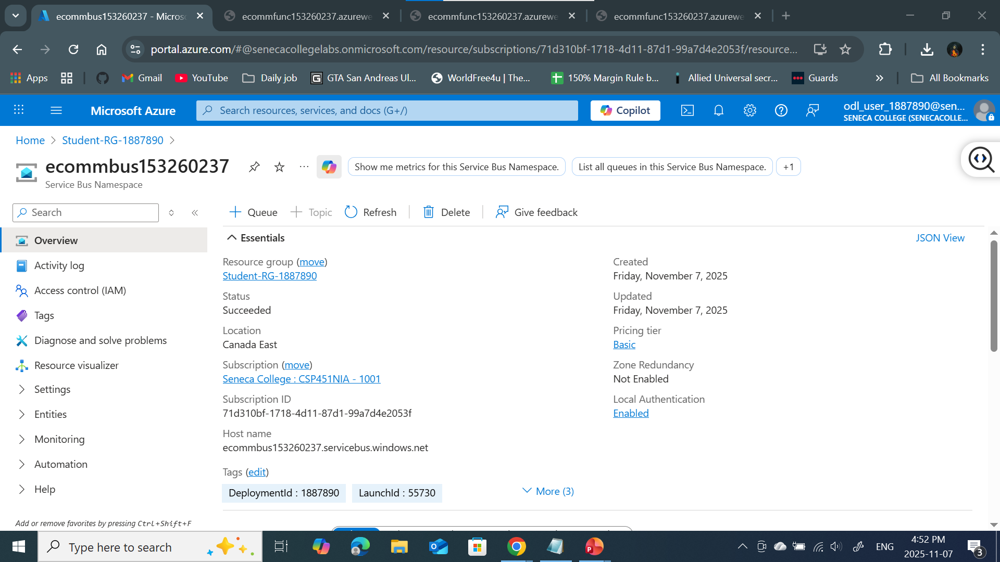 ecommbus153260237 - Micros
ecommfunc153260237.azurewe
ecommfunc153260237.azurewe
ecommfunc153260237.azurewe
portal.azure.com/#@senecacollegelabs.onmicrosoft.com/resource/subscriptions/71d310bf-1718-4d11-87d1-99a7d4e2053f/resource...
Apps
Gmail
YouTube
Daily job
GTA San Andreas Ul...
WorldFree4u | The...
150% Margin Rule b...
Allied Universal secr...
Guards
All Bookmarks
Microsoft Azure
Search resources, services, and docs (G+/)
Copilot
odl_user_1887890@sen...
SENECA COLLEGE (SENECACOLLE...
Home > Student-RG-1887890 >
ecommbus153260237
Service Bus Namespace
Show me metrics for this Service Bus Namespace.
List all queues in this Service Bus Namespace.
+1
Search
Queue
Topic
Refresh
Delete
Give feedback
Overview
Activity log
Access control (IAM)
Tags
Diagnose and solve problems
Resource visualizer
Settings
Entities
Monitoring
Automation
Help
Add or remove favorites by pressing Ctrl+Shift+F
Essentials
JSON View
Resource group (move)
Student-RG-1887890
Status
Succeeded
Location
Canada East
Subscription (move)
Seneca College : CSP451NIA - 1001
Subscription ID
71d310bf-1718-4d11-87d1-99a7d4e2053f
Host name
ecommbus153260237.servicebus.windows.net
Created
Friday, November 7, 2025
Updated
Friday, November 7, 2025
Pricing tier
Basic
Zone Redundancy
Not Enabled
Local Authentication
Enabled
Tags (edit)
DeploymentId : 1887890
LaunchId : 55730
More (3)
Type here to search
ENG
4:52 PM
2025-11-07
3